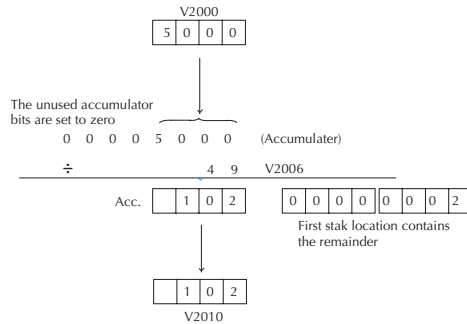 V2000
5 0 0 0
The unused accumulator
bits are set to zero
0 0 0 0 5 0 0 0 (Accumulater)
÷ 4 9 V2006
Acc. 1 0 2 0 0 0 0 0 0 0 2
First stak location contains
the remainder
1 0 2
V2010